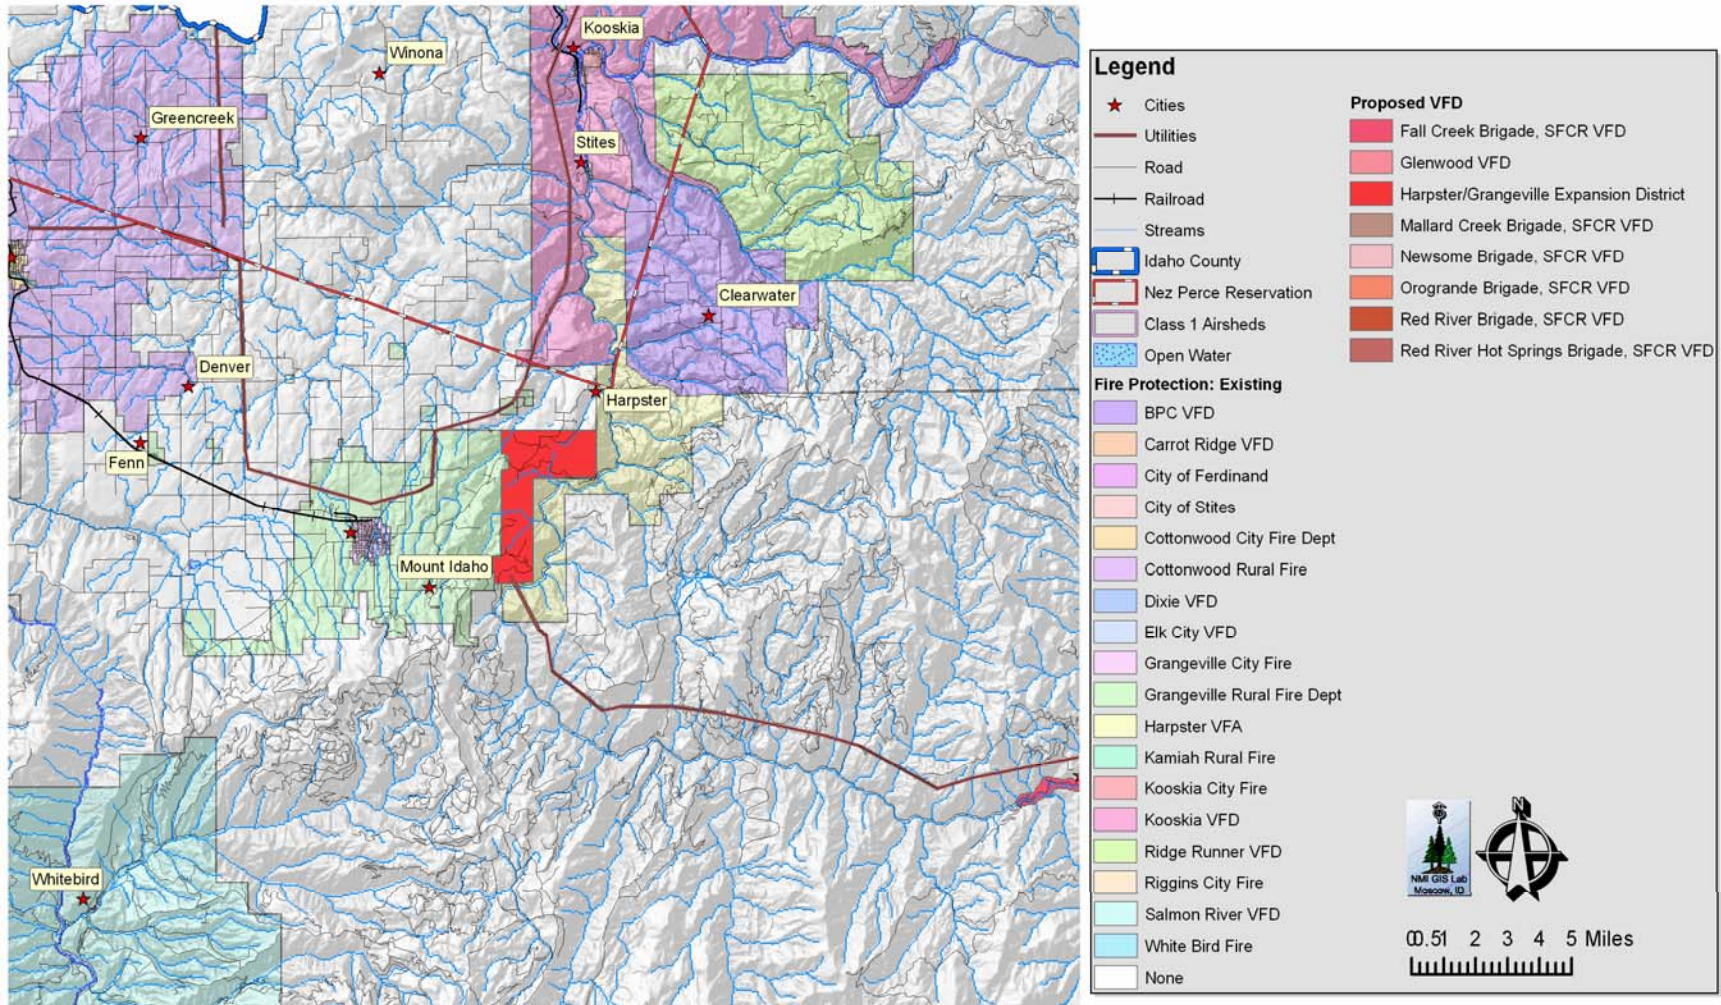 Kooskia
Winona
Greencreek
Stites
Clearwater
Denver
Harpster
Fenn
Mount Idaho
Whitebird
Legend
Cities
Utilities
Road
Railroad
Streams
Idaho County
Nez Perce Reservation
Class 1 Airsheds
Open Water
Fire Protection: Existing
BPC VFD
Carrot Ridge VFD
City of Ferdinand
City of Stites
Cottonwood City Fire Dept
Cottonwood Rural Fire
Dixie VFD
Elk City VFD
Grangeville City Fire
Grangeville Rural Fire Dept
Harpster VFA
Kamiah Rural Fire
Kooskia City Fire
Kooskia VFD
Ridge Runner VFD
Riggins City Fire
Salmon River VFD
White Bird Fire
None
Proposed VFD
Fall Creek Brigade, SFCR VFD
Glenwood VFD
Harpster/Grangeville Expansion District
Mallard Creek Brigade, SFCR VFD
Newsome Brigade, SFCR VFD
Orogrande Brigade, SFCR VFD
Red River Brigade, SFCR VFD
Red River Hot Springs Brigade, SFCR VFD
NMI GIS Lab
Moscow, ID
N
0 0.5 1 2 3 4 5 Miles